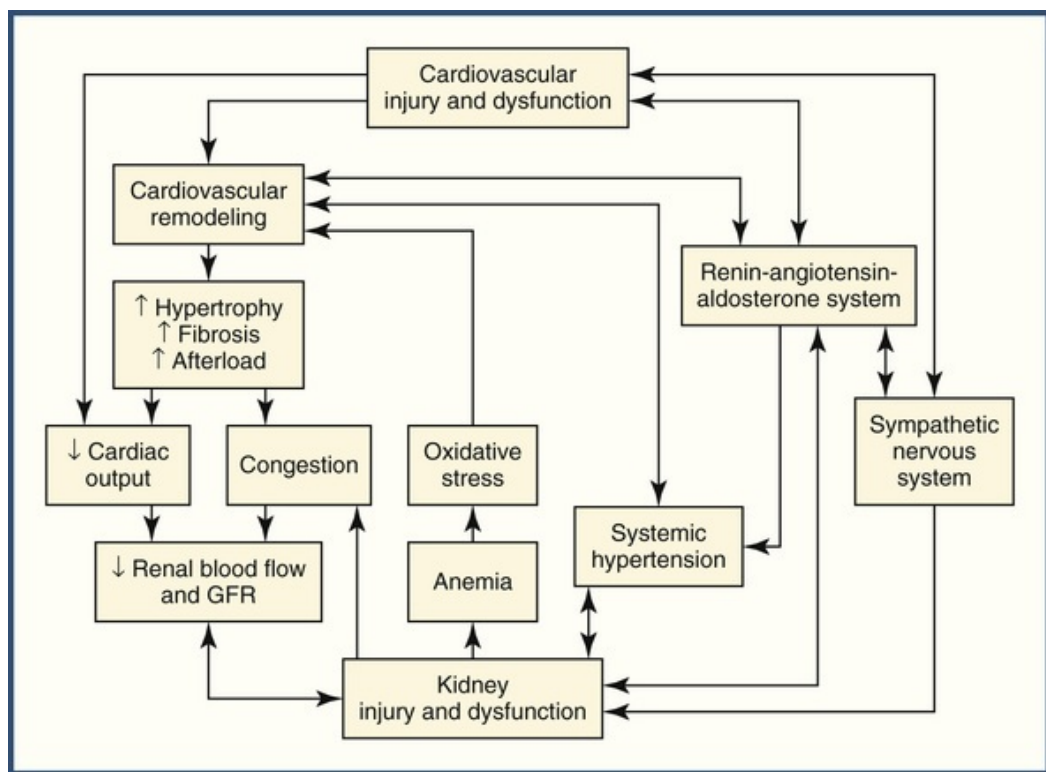 Cardiovascular
injury and dysfunction
Cardiovascular
remodeling
Renin-angiotensin-
aldosterone system
↑ Hypertrophy
↑ Fibrosis
↑ Afterload
↓ Cardiac
output
Congestion
Oxidative
stress
Sympathetic
nervous
system
Systemic
hypertension
↓ Renal blood flow
and GFR
Anemia
Kidney
injury and dysfunction